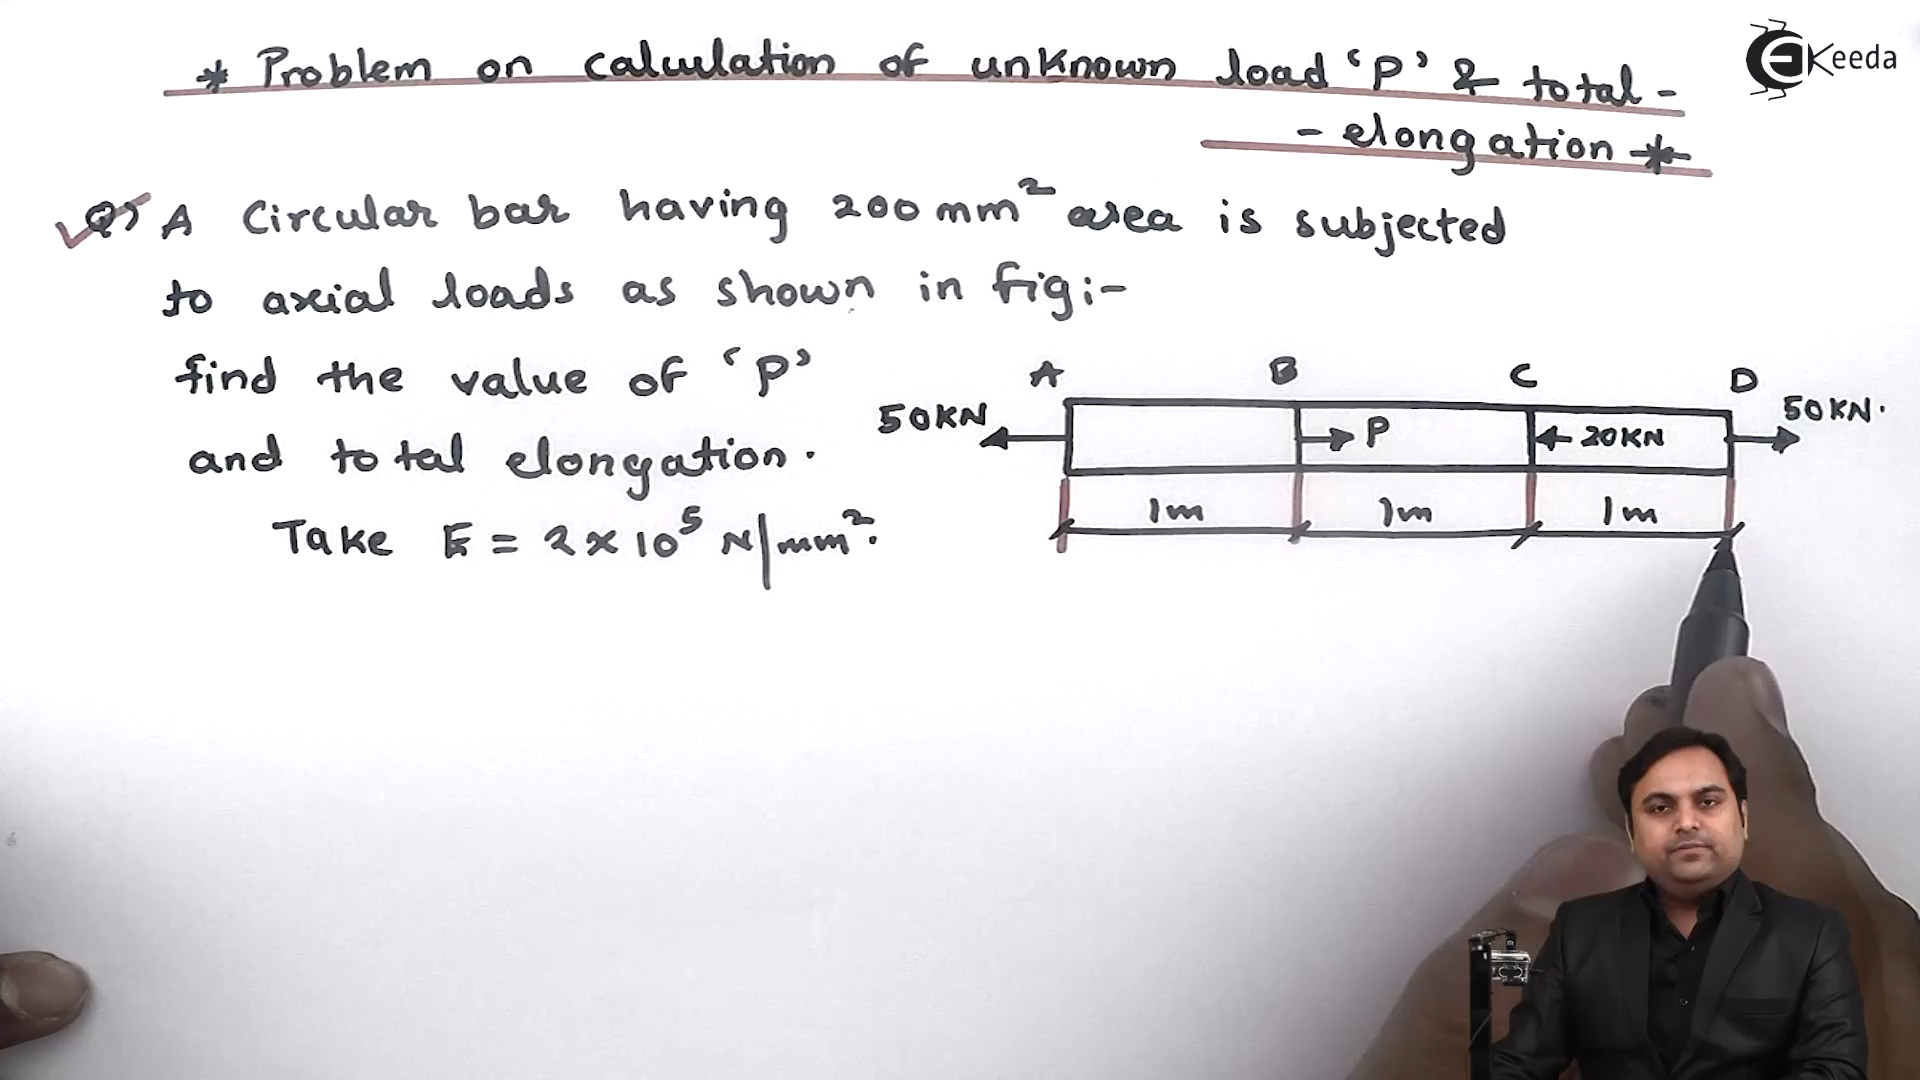 * Problem on calculation of unknown load 'P' & total -
- elongation *
Keeda
Q) A Circular bar having 200 mm² area is subjected
to axial loads as shown in fig:-
find the value of 'P'
and total elongation.
Take E = 2 × 10⁵ N/mm².
A B C D
50KN P 20KN 50KN.
1m 1m 1m